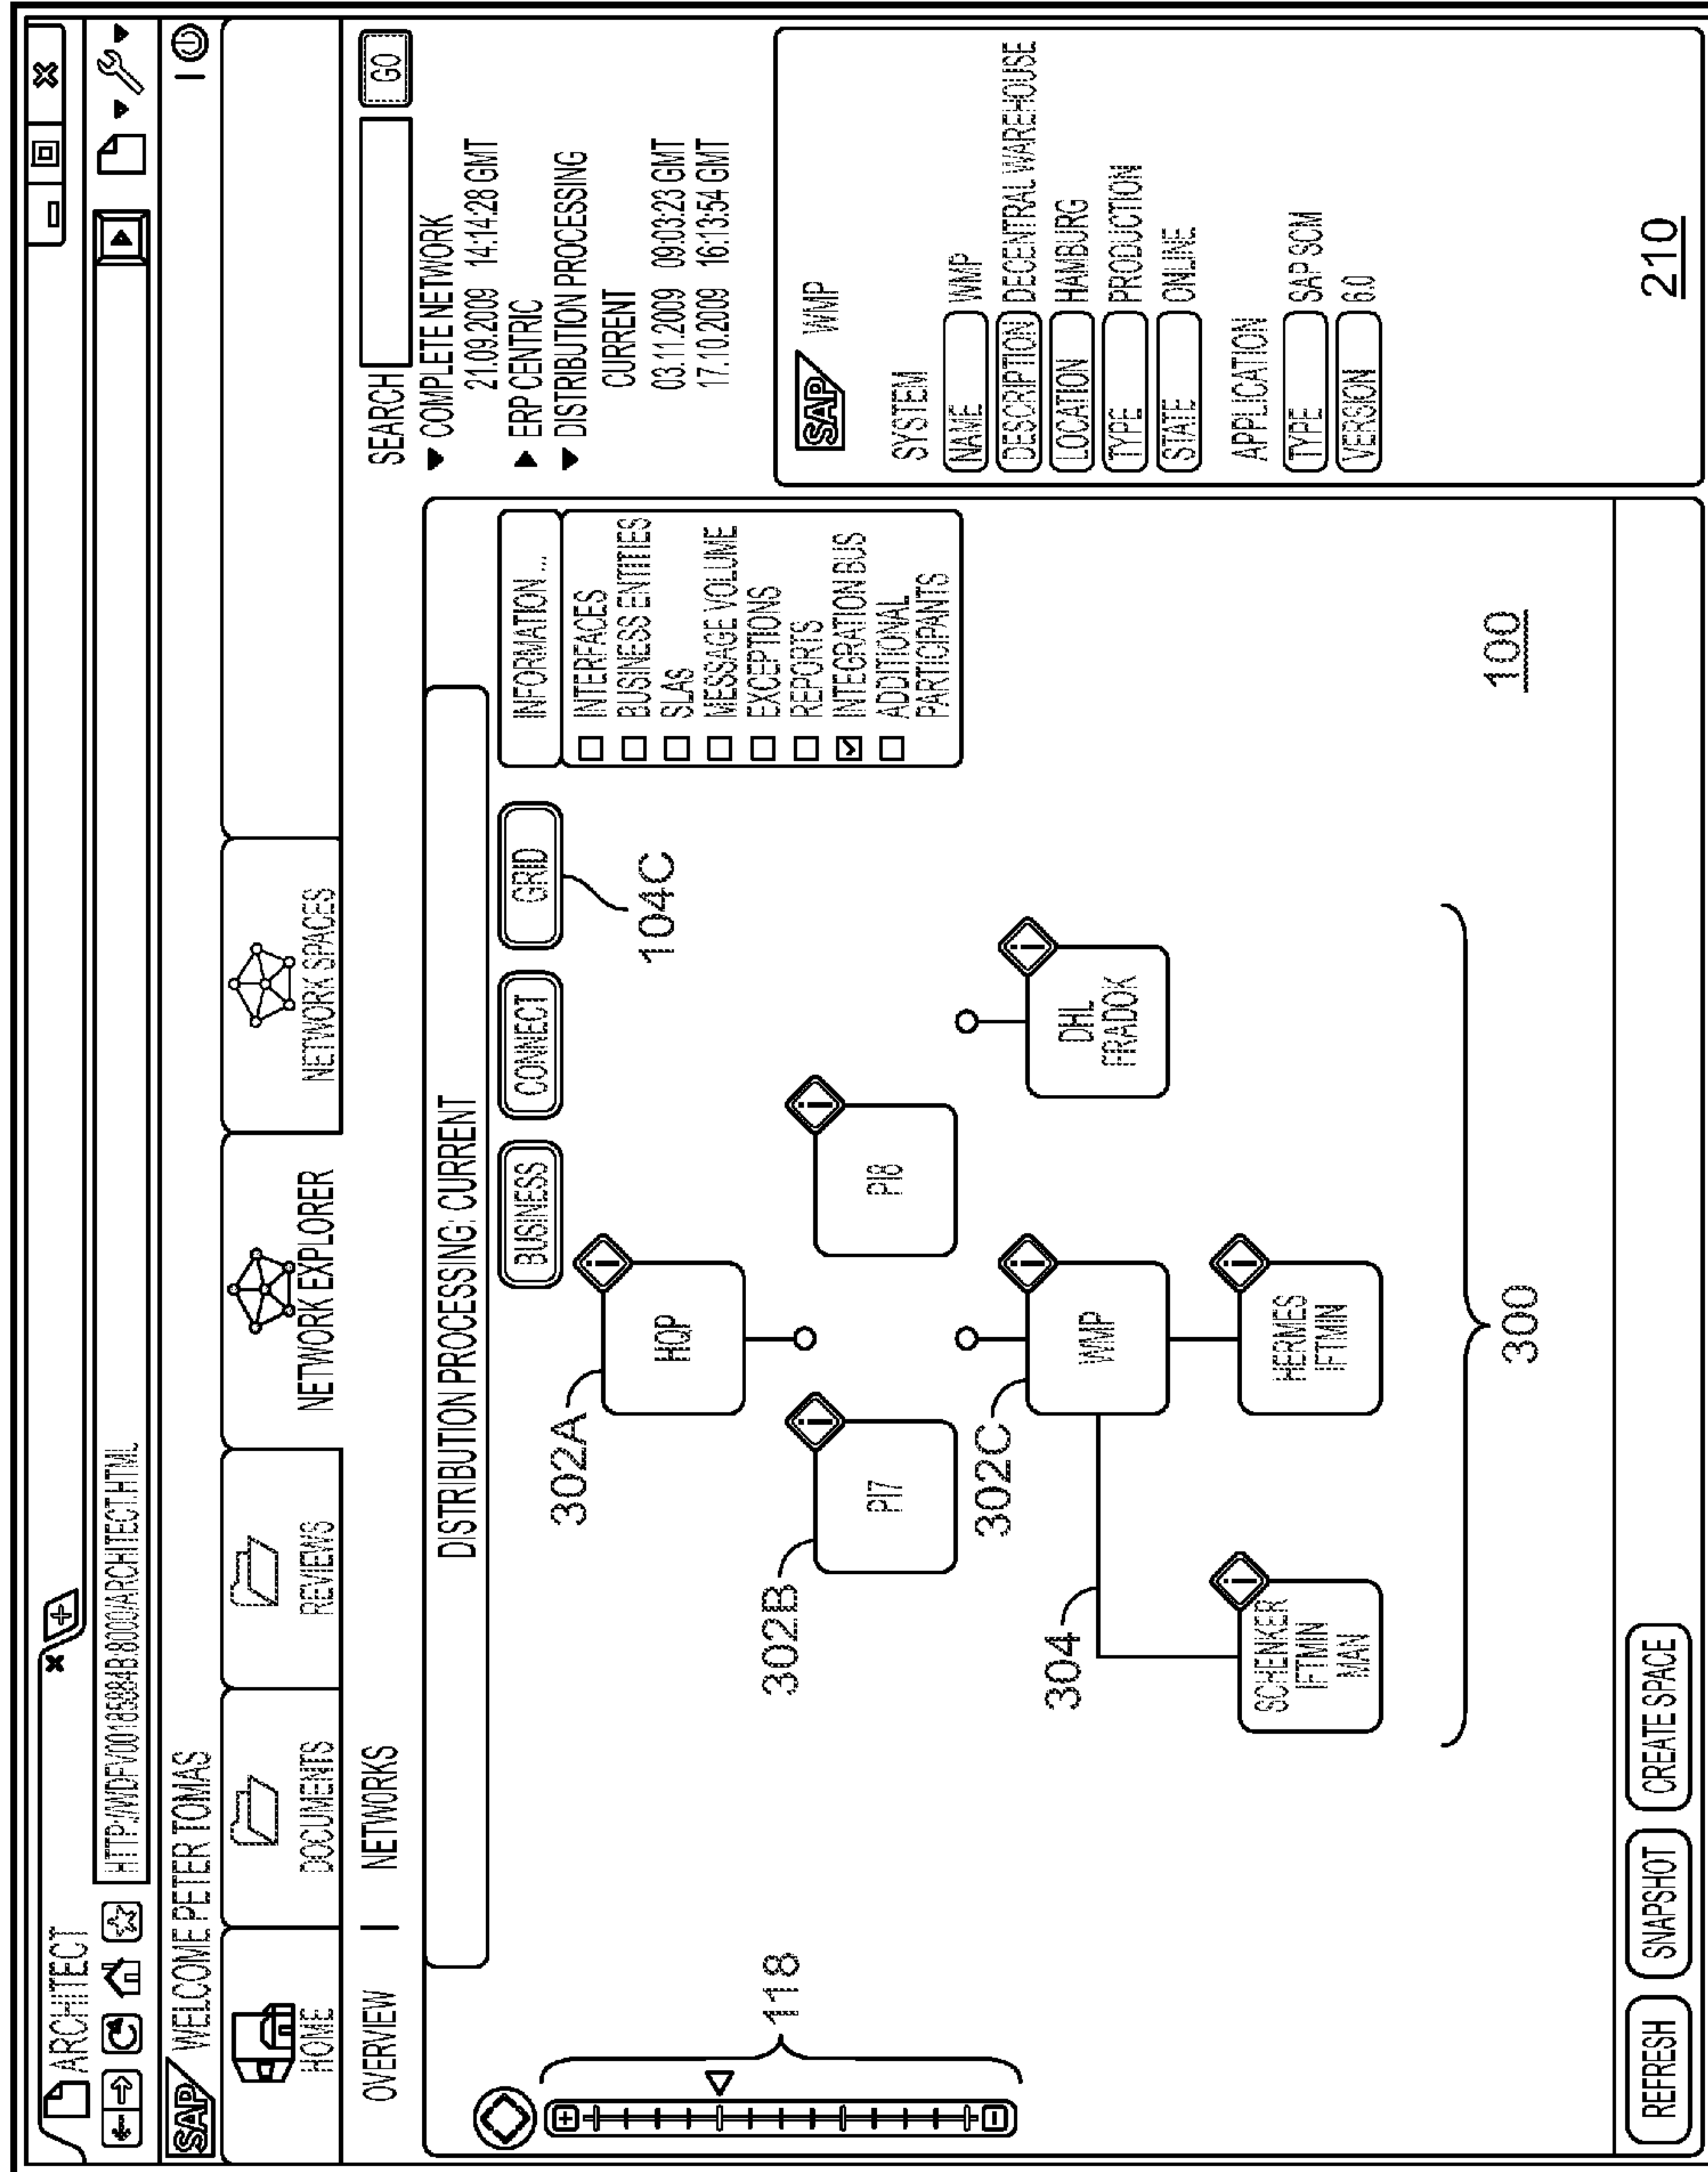 ARCHITECT
HTTP://WDFV00185884B:8000/ARCHITECT.HTML
SAP WELCOME PETER TOMAS
HOME
DOCUMENTS
REVIEWS
NETWORK EXPLORER
NETWORK SPACES
OVERVIEW | NETWORKS
SEARCH
GO
COMPLETE NETWORK
21.09.2009 14:14:28 GMT
ERP CENTRIC
DISTRIBUTION PROCESSING
CURRENT
03.11.2009 09:03:23 GMT
17.10.2009 16:13:54 GMT
DISTRIBUTION PROCESSING: CURRENT
BUSINESS
CONNECT
GRID
104C
INFORMATION ...
INTERFACES
BUSINESS ENTITIES
SLAS
MESSAGE VOLUME
EXCEPTIONS
REPORTS
INTEGRATION BUS
ADDITIONAL
PARTICIPANTS
118
302A
HQP
302B
PI7
PI8
302C
WMP
DHL
FRADOK
304
SCHENKER
IFTMIN
MAN
HERMES
IFTMIN
300
100
SAP WMP
SYSTEM
NAME WMP
DESCRIPTION DECENTRAL WAREHOUSE
LOCATION HAMBURG
TYPE PRODUCTION
STATE ONLINE
APPLICATION
TYPE SAP SCM
VERSION 6.0
210
REFRESH
SNAPSHOT
CREATE SPACE